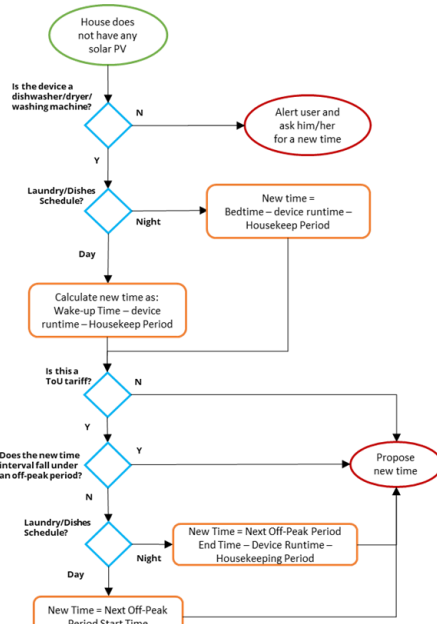 House does
not have any
solar PV
Is the device a
dishwasher/dryer/
washing machine?
N
Alert user and
ask him/her
for a new time
Y
Laundry/Dishes
Schedule?
Night
New time =
Bedtime – device runtime –
Housekeep Period
Day
Calculate new time as:
Wake-up Time – device
runtime – Housekeep Period
Is this a
ToU tariff?
N
Y
Does the new time
interval fall under
an off-peak period?
Y
Propose
new time
N
Laundry/Dishes
Schedule?
Night
New Time = Next Off-Peak Period
End Time – Device Runtime –
Housekeeping Period
Day
New Time = Next Off-Peak
Period Start Time